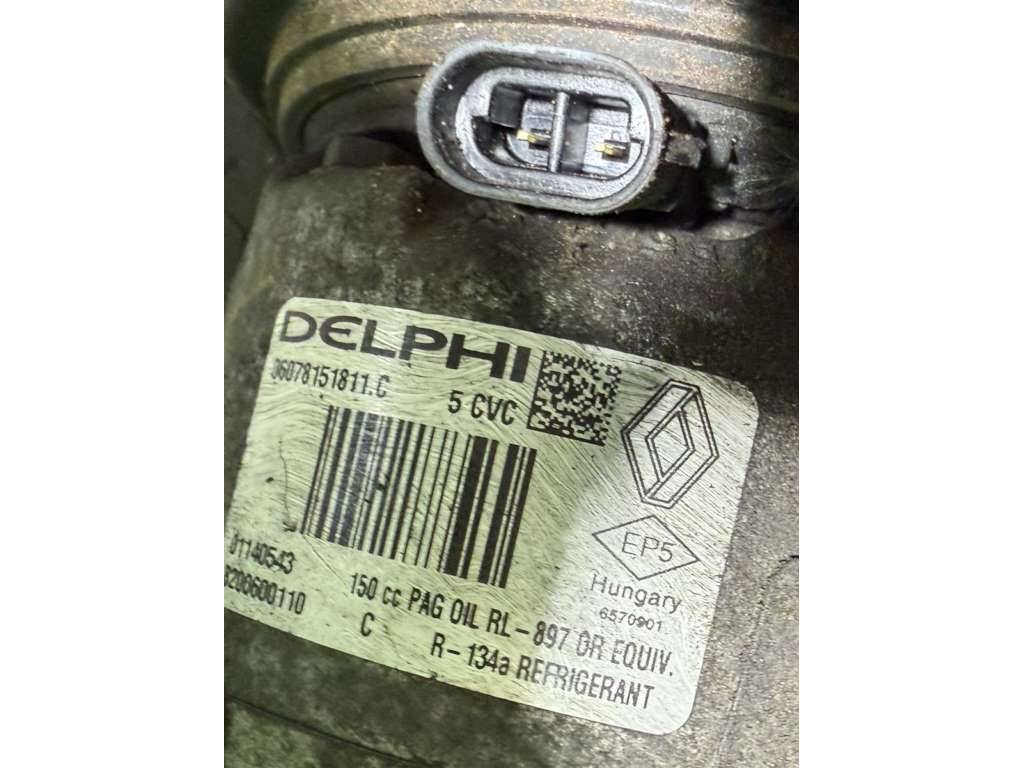 DELPHI
06078151811.C
5 CVC
EP5
Hungary
6570901
01140543
8200600110
150 cc PAG OIL RL-897 OR EQUIV.
C
R-134a REFRIGERANT